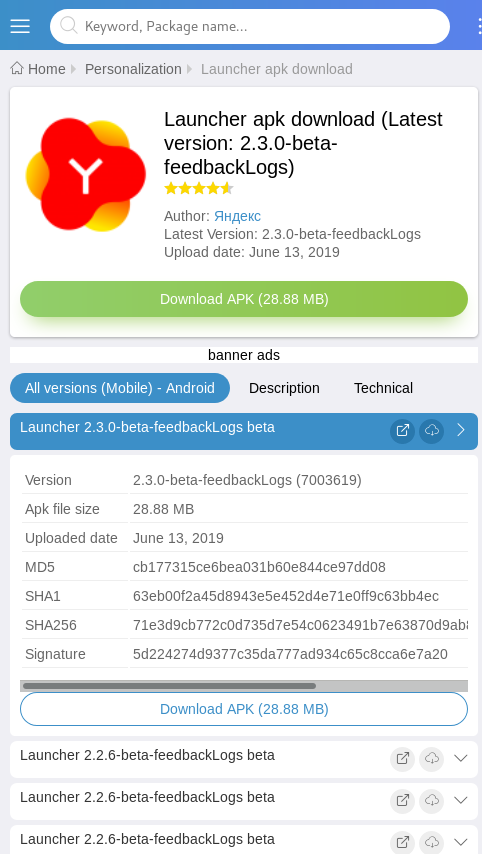 Keyword, Package name...
Home Personalization Launcher apk download
Y
Launcher apk download (Latest
version: 2.3.0-beta-
feedbackLogs)
Author: Яндекс
Latest Version: 2.3.0-beta-feedbackLogs
Upload date: June 13, 2019
Download APK (28.88 MB)
banner ads
All versions (Mobile) - Android Description Technical
Launcher 2.3.0-beta-feedbackLogs beta
Version 2.3.0-beta-feedbackLogs (7003619)
Apk file size 28.88 MB
Uploaded date June 13, 2019
MD5 cb177315ce6bea031b60e844ce97dd08
SHA1 63eb00f2a45d8943e5e452d4e71e0ff9c63bb4ec
SHA256 71e3d9cb772c0d735d7e54c0623491b7e63870d9ab8
Signature 5d224274d9377c35da777ad934c65c8cca6e7a20
Download APK (28.88 MB)
Launcher 2.2.6-beta-feedbackLogs beta
Launcher 2.2.6-beta-feedbackLogs beta
Launcher 2.2.6-beta-feedbackLogs beta